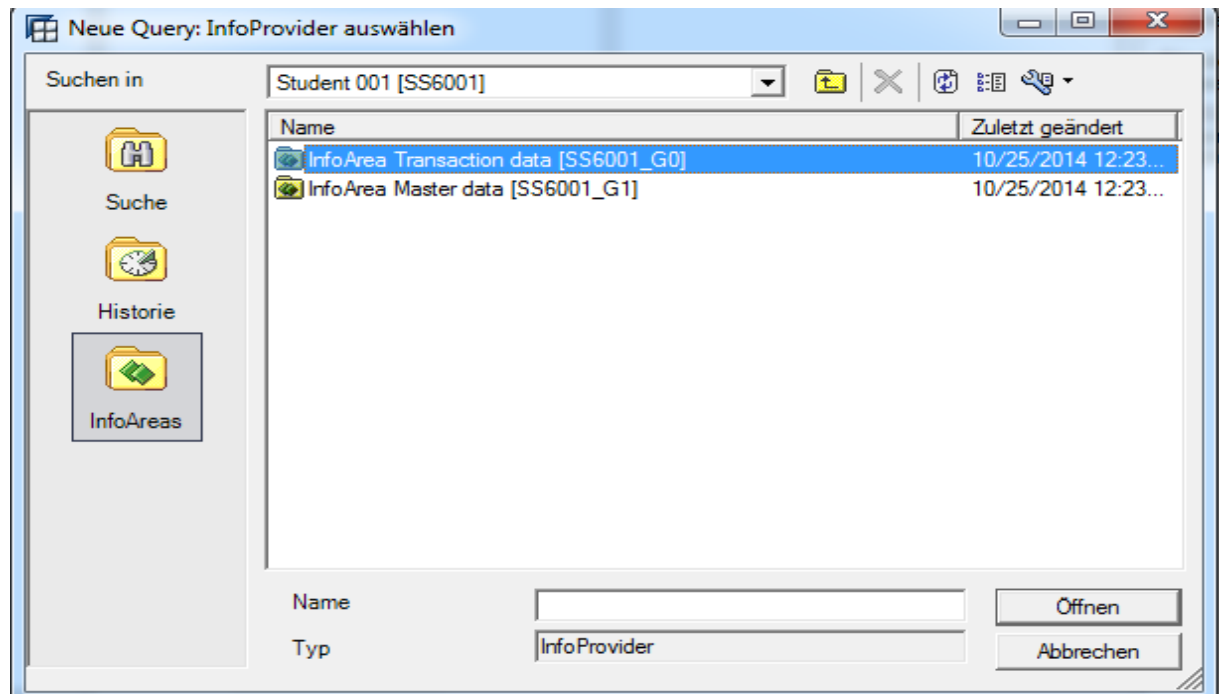 Neue Query: InfoProvider auswählen
Suchen in
Student 001 [SS6001]
Name Zuletzt geändert
InfoArea Transaction data [SS6001_G0] 10/25/2014 12:23...
InfoArea Master data [SS6001_G1] 10/25/2014 12:23...
Suche
Historie
InfoAreas
Name
Öffnen
Typ InfoProvider
Abbrechen